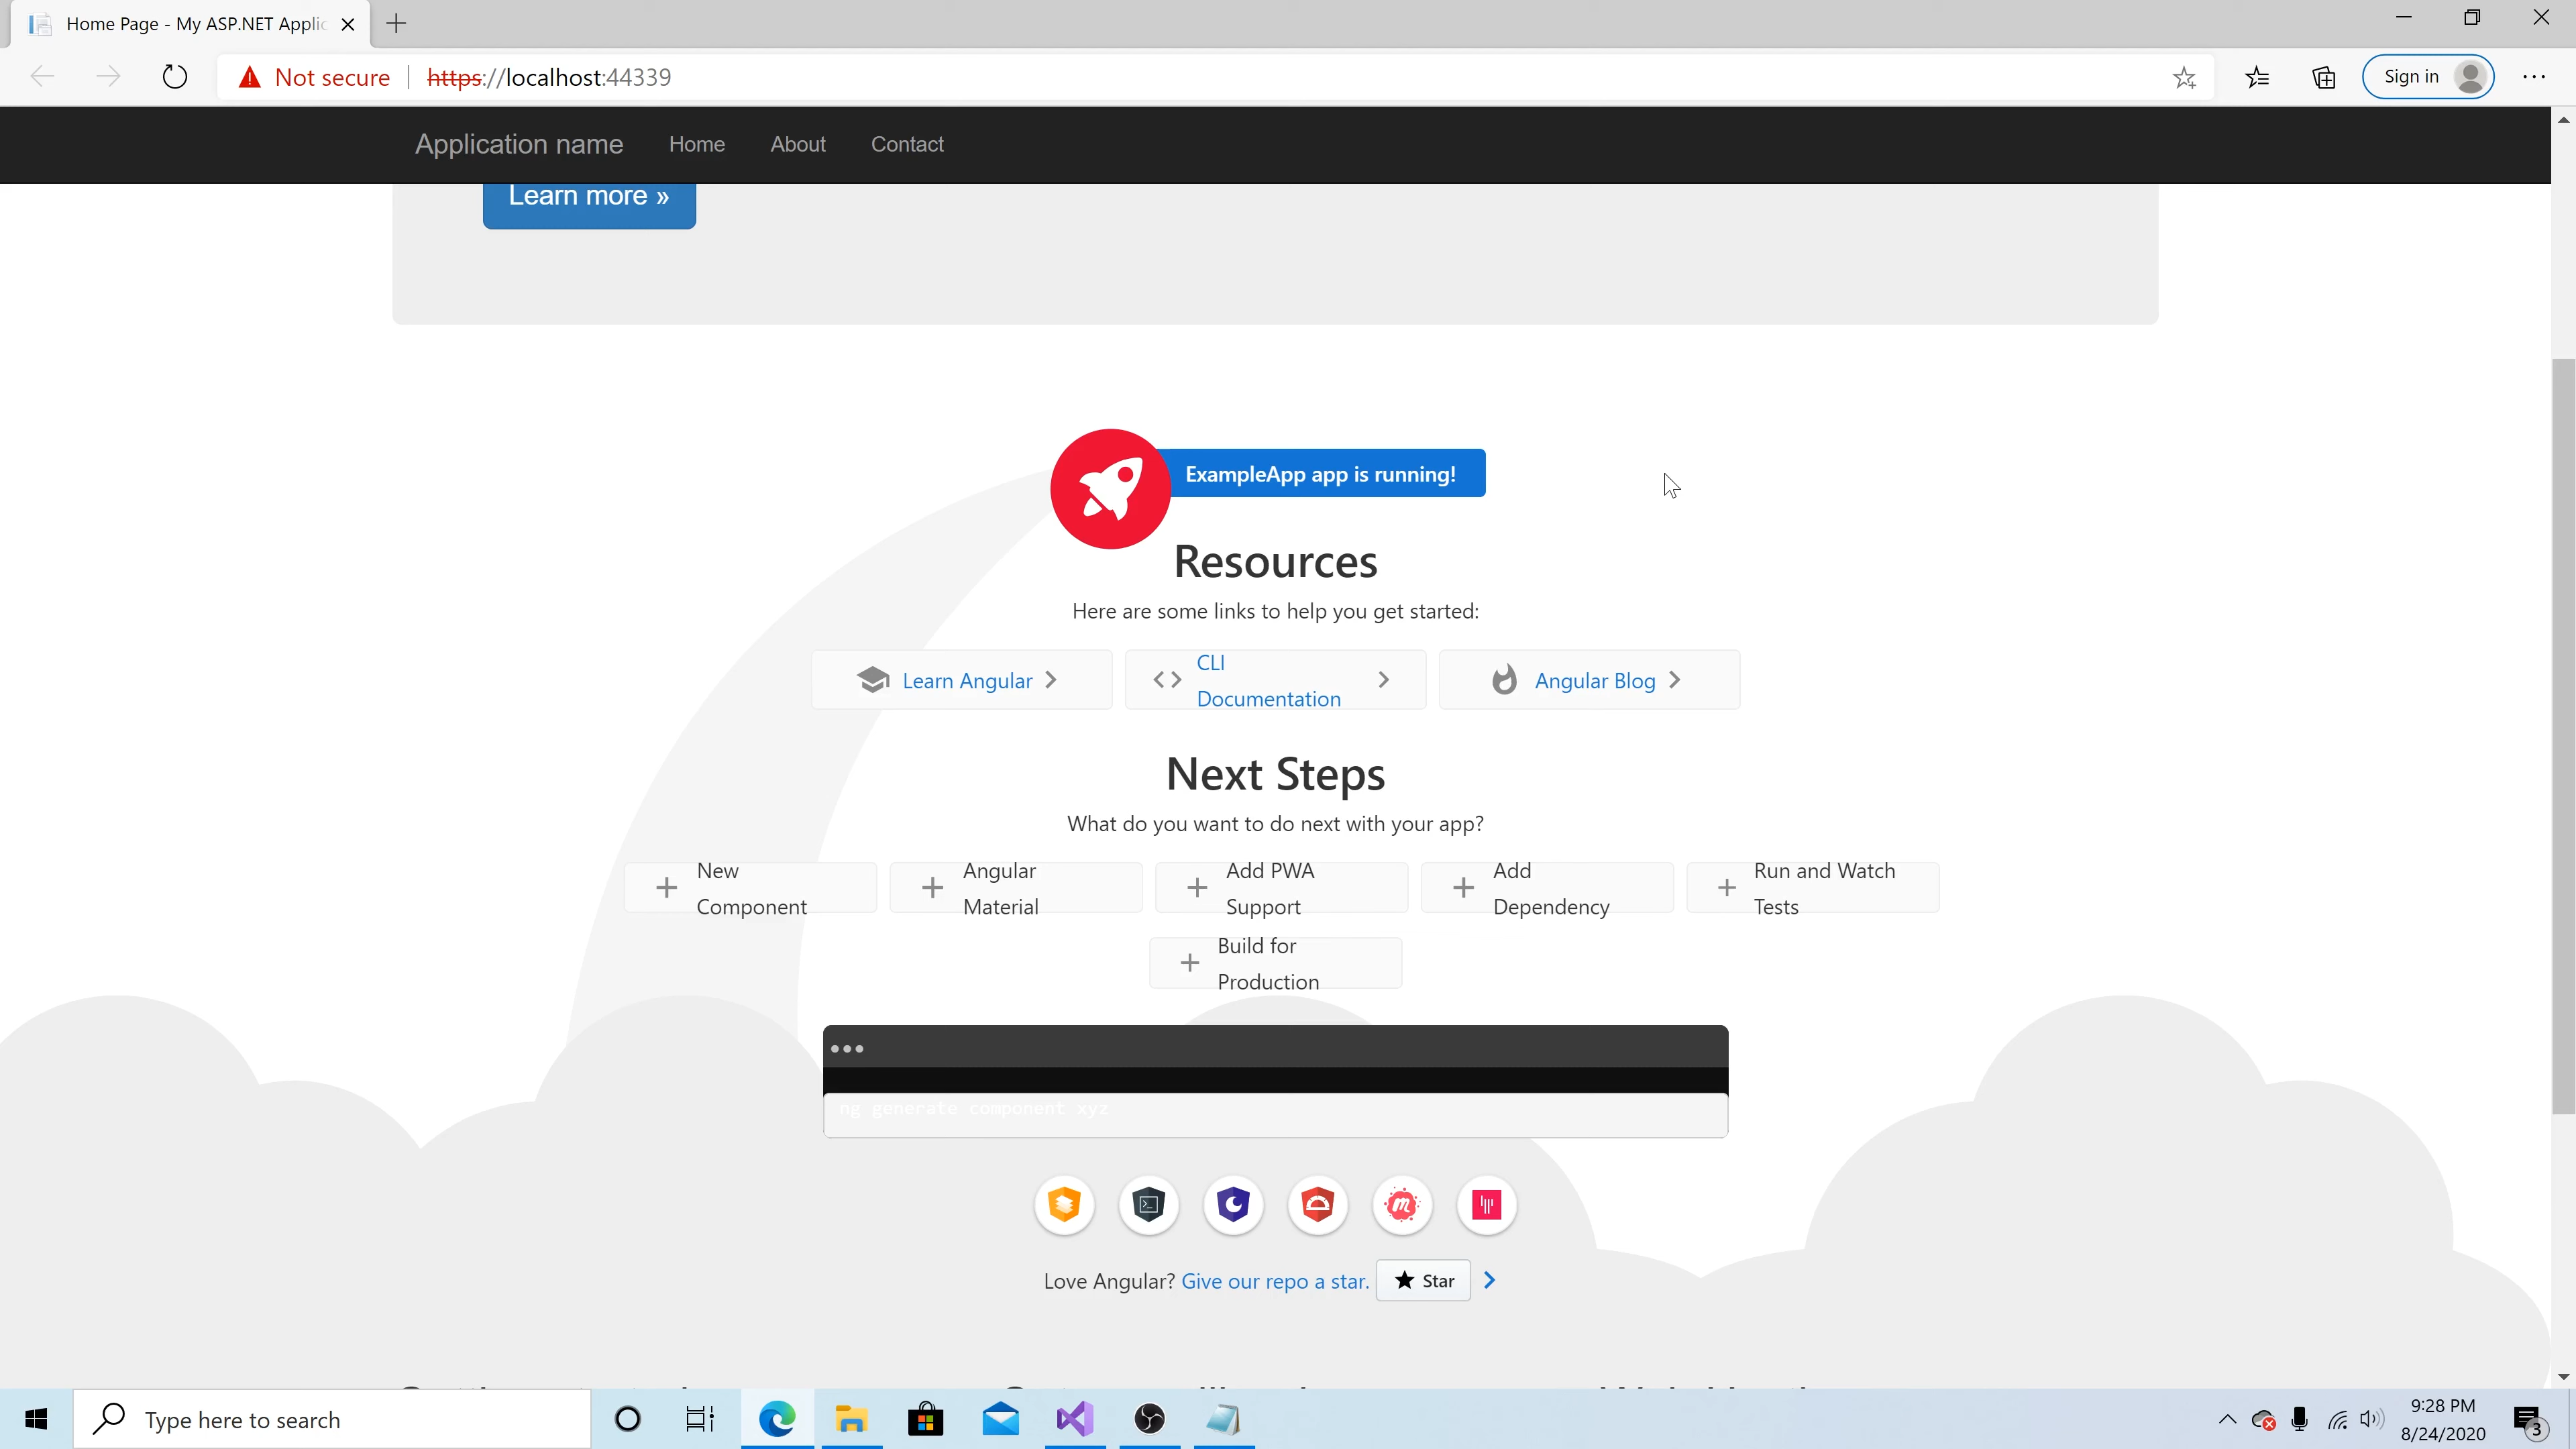 Home Page - My ASP.NET Applic
Not secure
https://localhost:44339
Sign in
Application name
Home
About
Contact
Learn more »
ExampleApp app is running!
Resources
Here are some links to help you get started:
Learn Angular
CLI
Documentation
Angular Blog
Next Steps
What do you want to do next with your app?
New
Component
Angular
Material
Add PWA
Support
Add
Dependency
Run and Watch
Tests
Build for
Production
ng generate component xyz
Love Angular? Give our repo a star.
Star
Type here to search
9:28 PM
8/24/2020
3